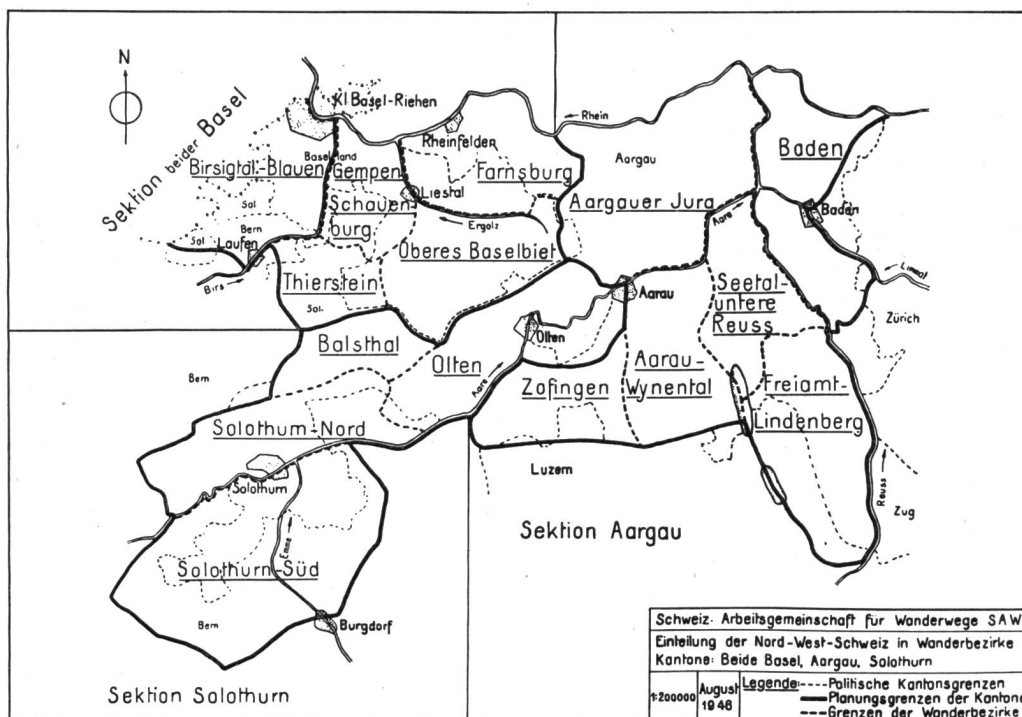 N
Kl Basel-Riehen
Sektion beider Basel
Birsigtal-Blauen
Baselland
Gempen
Schauen-
burg
Rheinfelden
Farnsburg
Liestal
Ergolz
Oberes Baselbiet
Sol.
Bern
Sol
Laufen
Birs
Thierstein
Sol.
Rhein
Aargau
Aargauer Jura
Aare
Baden
Baden
Limmat
Zürich
Seetal-
untere
Reuss
Aarau
Olten
Balsthal
Olten
Aare
Zofingen
Aarau-
Wynental
Freiamt-
Lindenberg
Bern
Solothurn-Nord
Solothurn
Luzern
Reuss
Zug
Sektion Aargau
Emme
Solothurn-Süd
Bern
Burgdorf
Sektion Solothurn
Schweiz. Arbeitsgemeinschaft für Wanderwege SAW
Einteilung der Nord-West-Schweiz in Wanderbezirke
Kantone: Beide Basel, Aargau, Solothurn
1:200000
August
1946
Legende:
Politische Kantonsgrenzen
Planungsgrenzen der Kantone
Grenzen der Wanderbezirke